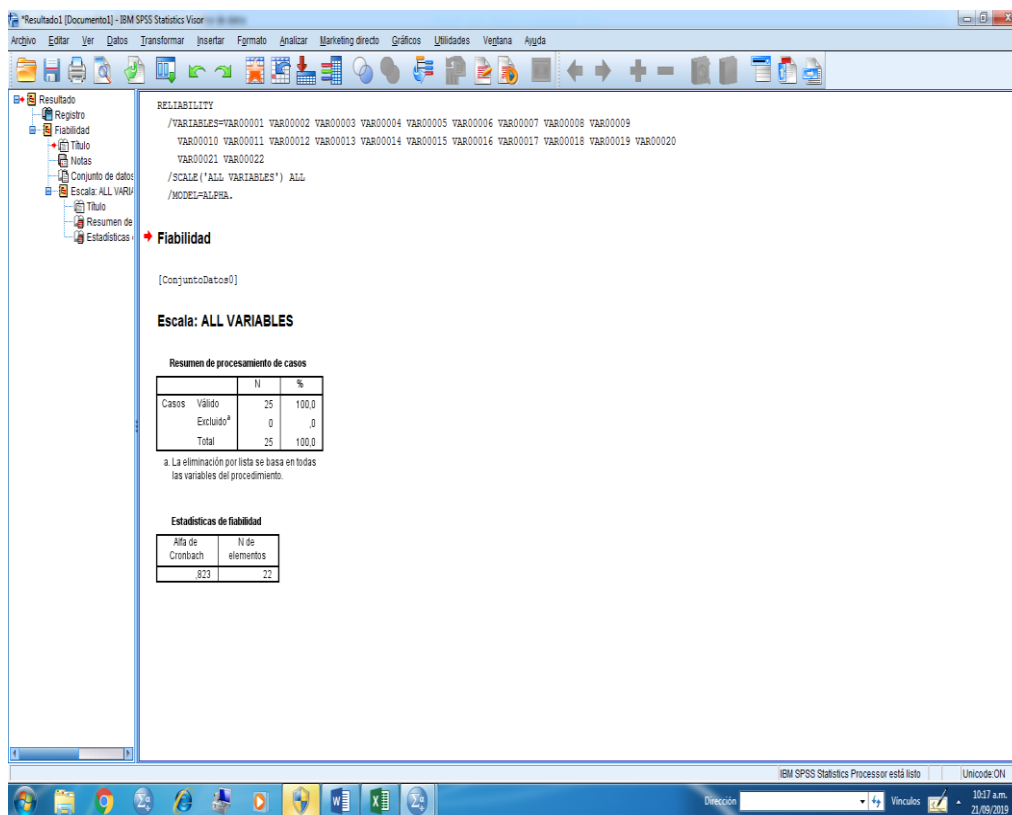 *Resultado1 [Documento1] - IBM SPSS Statistics Visor
Archivo Editar Ver Datos Transformar Insertar Formato Analizar Marketing directo Gráficos Utilidades Ventana Ayuda
Resultado
Registro
Fiabilidad
Título
Notas
Conjunto de datos
Escala: ALL VARIA
Título
Resumen de
Estadísticas
RELIABILITY
/VARIABLES=VAR00001 VAR00002 VAR00003 VAR00004 VAR00005 VAR00006 VAR00007 VAR00008 VAR00009
VAR00010 VAR00011 VAR00012 VAR00013 VAR00014 VAR00015 VAR00016 VAR00017 VAR00018 VAR00019 VAR00020
VAR00021 VAR00022
/SCALE('ALL VARIABLES') ALL
/MODEL=ALPHA.
Fiabilidad
[ConjuntoDatos0]
Escala: ALL VARIABLES
Resumen de procesamiento de casos
N %
Casos Válido 25 100,0
Excluido^a 0 ,0
Total 25 100,0
a. La eliminación por lista se basa en todas
las variables del procedimiento.
Estadísticas de fiabilidad
Alfa de N de
Cronbach elementos
,823 22
IBM SPSS Statistics Processor está listo Unicode:ON
Dirección Vínculos 10:17 a.m.
21/09/2019